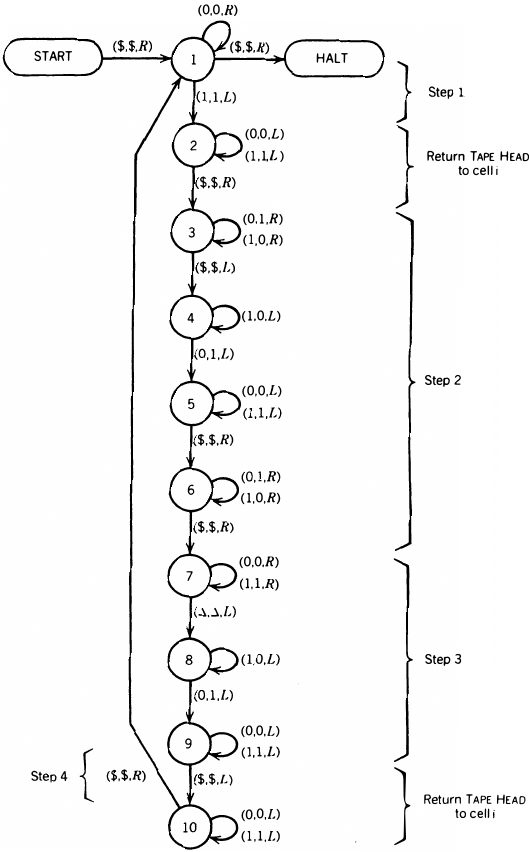 (0,0,R)
START
($,$,R)
1
($,$,R)
HALT
(1,1,L)
Step 1
2
(0,0,L)
(1,1,L)
Return TAPE HEAD
to cell i
($,$,R)
3
(0,1,R)
(1,0,R)
($,$,L)
4
(1,0,L)
(0,1,L)
Step 2
5
(0,0,L)
(1,1,L)
($,$,R)
6
(0,1,R)
(1,0,R)
($,$,R)
7
(0,0,R)
(1,1,R)
(Δ,Δ,L)
8
(1,0,L)
Step 3
(0,1,L)
9
(0,0,L)
(1,1,L)
Step 4
($,$,R)
($,$,L)
Return TAPE HEAD
to cell i
10
(0,0,L)
(1,1,L)